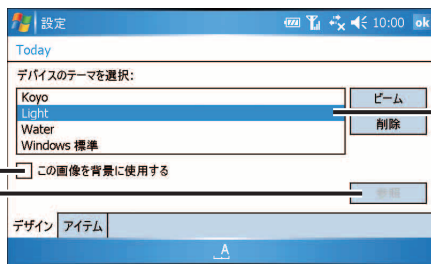 設定 10:00 ok
Today
デバイスのテーマを選択:
Koyo
Light
Water
Windows 標準
ビーム
削除
この画像を背景に使用する
参照
デザイン アイテム
A